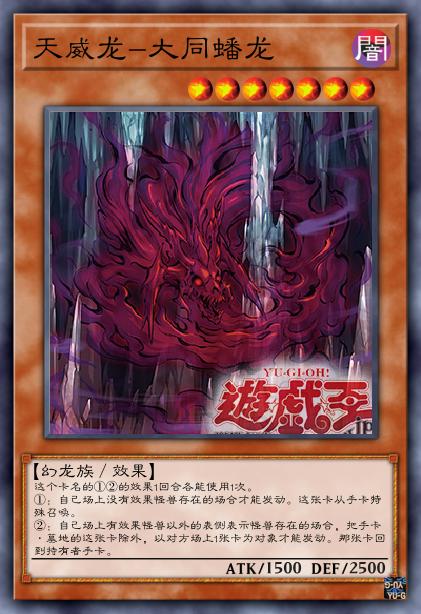 天威龙－大同蟠龙
闇
YU-GI-OH!
遊戯王
.jp
【幻龙族／效果】
这个卡名的①②的效果1回合各能使用1次。
①：自己场上没有效果怪兽存在的场合才能发动。这张卡从手卡特
殊召唤。
②：自己场上有效果怪兽以外的表侧表示怪兽存在的场合，把手卡
·墓地的这张卡除外，以对方场上1张卡为对象才能发动。那张卡回
到持有者手卡。
ATK/1500 DEF/2500
YU-G